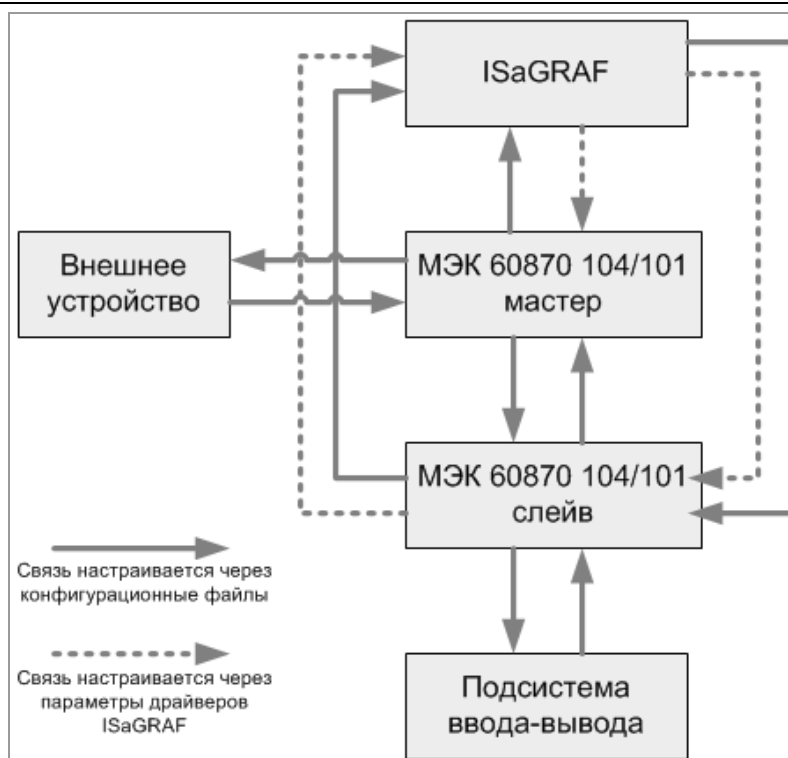 ISaGRAF
Внешнее
устройство
МЭК 60870 104/101
мастер
МЭК 60870 104/101
слейв
Связь настраивается через
конфигурационные файлы
Связь настраивается через
параметры драйверов
ISaGRAF
Подсистема
ввода-вывода